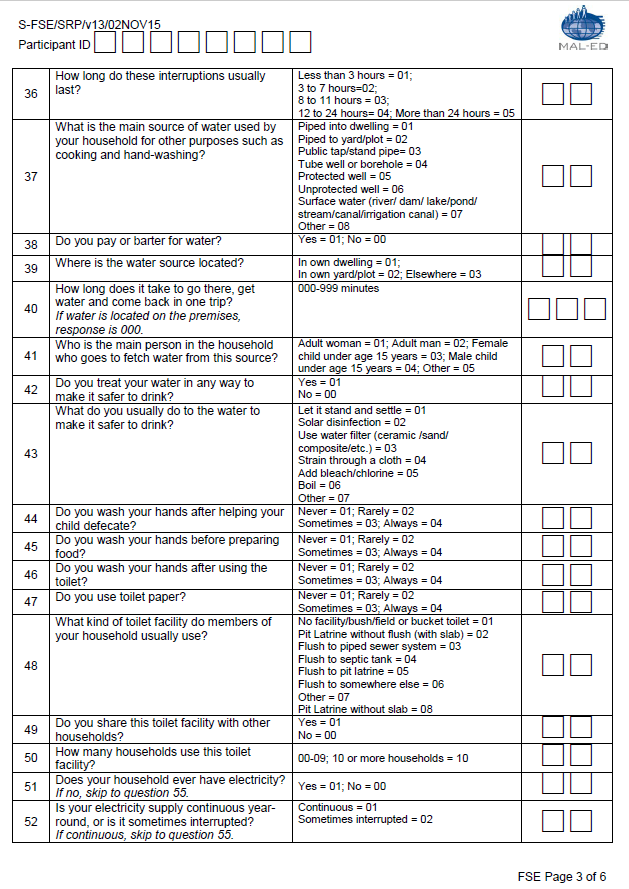 S-FSE/SRP/v13/02NOV15
Participant ID
MAL-ED
36
How long do these interruptions usually
last?
Less than 3 hours = 01;
3 to 7 hours=02;
8 to 11 hours = 03;
12 to 24 hours= 04; More than 24 hours = 05
37
What is the main source of water used by
your household for other purposes such as
cooking and hand-washing?
Piped into dwelling = 01
Piped to yard/plot = 02
Public tap/stand pipe= 03
Tube well or borehole = 04
Protected well = 05
Unprotected well = 06
Surface water (river/ dam/ lake/pond/
stream/canal/irrigation canal) = 07
Other = 08
38
Do you pay or barter for water?
Yes = 01; No = 00
39
Where is the water source located?
In own dwelling = 01;
In own yard/plot = 02; Elsewhere = 03
40
How long does it take to go there, get
water and come back in one trip?
If water is located on the premises,
response is 000.
000-999 minutes
41
Who is the main person in the household
who goes to fetch water from this source?
Adult woman = 01; Adult man = 02; Female
child under age 15 years = 03; Male child
under age 15 years = 04; Other = 05
42
Do you treat your water in any way to
make it safer to drink?
Yes = 01
No = 00
43
What do you usually do to the water to
make it safer to drink?
Let it stand and settle = 01
Solar disinfection = 02
Use water filter (ceramic /sand/
composite/etc.) = 03
Strain through a cloth = 04
Add bleach/chlorine = 05
Boil = 06
Other = 07
44
Do you wash your hands after helping your
child defecate?
Never = 01; Rarely = 02
Sometimes = 03; Always = 04
45
Do you wash your hands before preparing
food?
Never = 01; Rarely = 02
Sometimes = 03; Always = 04
46
Do you wash your hands after using the
toilet?
Never = 01; Rarely = 02
Sometimes = 03; Always = 04
47
Do you use toilet paper?
Never = 01; Rarely = 02
Sometimes = 03; Always = 04
48
What kind of toilet facility do members of
your household usually use?
No facility/bush/field or bucket toilet = 01
Pit Latrine without flush (with slab) = 02
Flush to piped sewer system = 03
Flush to septic tank = 04
Flush to pit latrine = 05
Flush to somewhere else = 06
Other = 07
Pit Latrine without slab = 08
49
Do you share this toilet facility with other
households?
Yes = 01
No = 00
50
How many households use this toilet
facility?
00-09; 10 or more households = 10
51
Does your household ever have electricity?
If no, skip to question 55.
Yes = 01; No = 00
52
Is your electricity supply continuous year-
round, or is it sometimes interrupted?
If continuous, skip to question 55.
Continuous = 01
Sometimes interrupted = 02
FSE Page 3 of 6